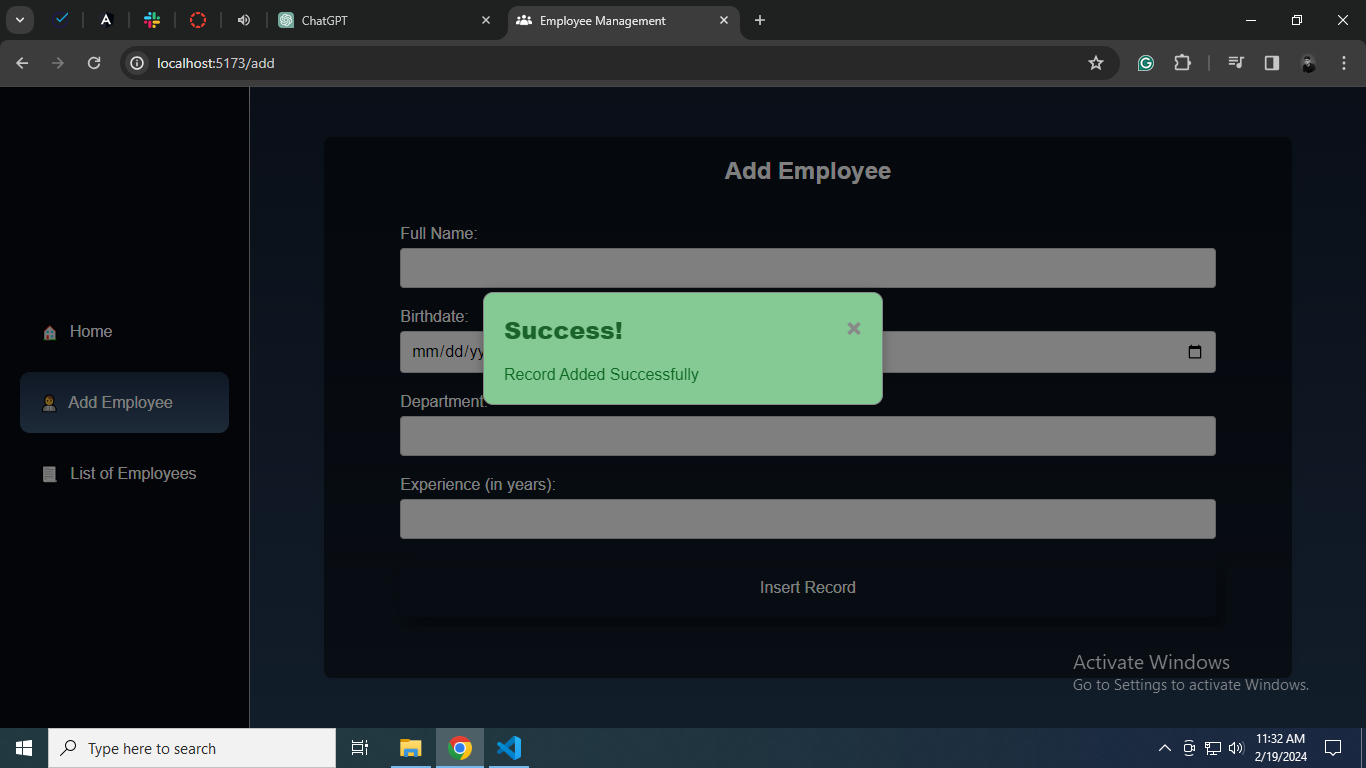 ChatGPT
Employee Management
localhost:5173/add
Add Employee
Full Name:
Birthdate:
mm/dd/yy
Success!
Record Added Successfully
Department:
Experience (in years):
Insert Record
Home
Add Employee
List of Employees
Activate Windows
Go to Settings to activate Windows.
Type here to search
11:32 AM
2/19/2024